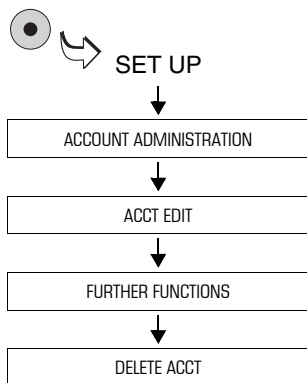 SET UP
ACCOUNT ADMINISTRATION
ACCT EDIT
FURTHER FUNCTIONS
DELETE ACCT